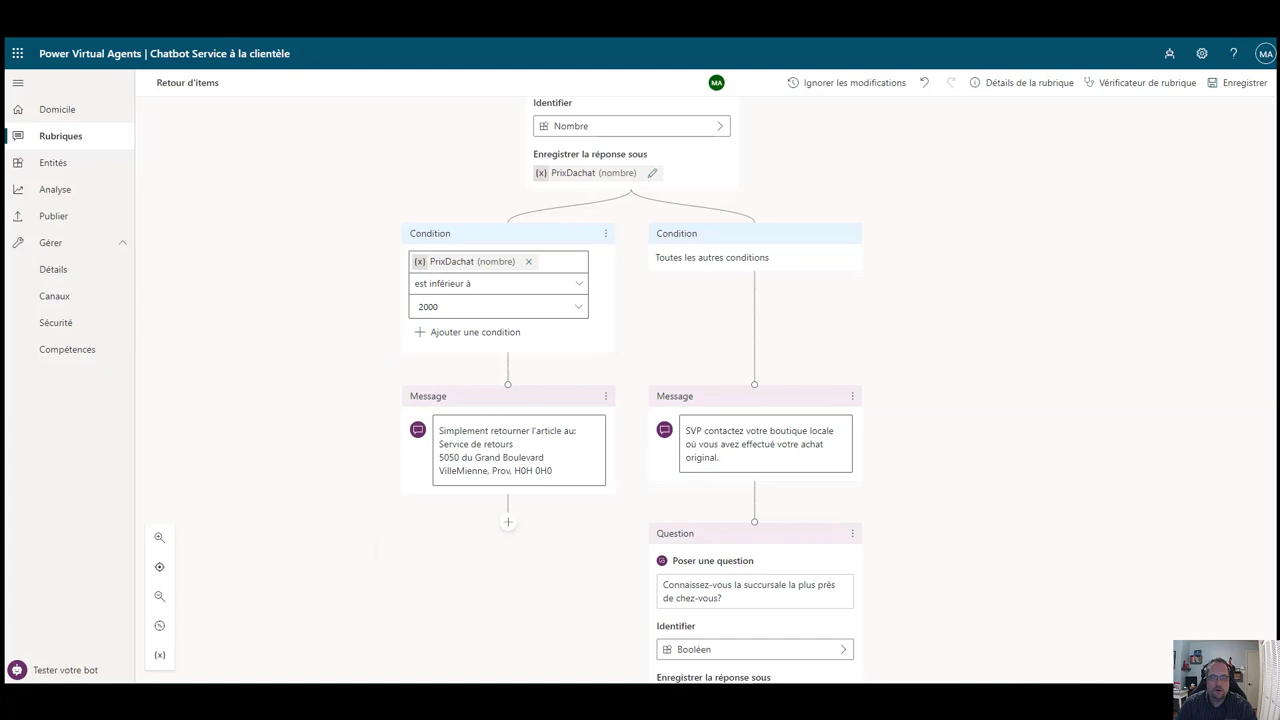 Power Virtual Agents | Chatbot Service à la clientèle
?
MA
Retour d'items
MA
Ignorer les modifications
Détails de la rubrique
Vérificateur de rubrique
Enregistrer
Domicile
Rubriques
Entités
Analyse
Publier
Gérer
Détails
Canaux
Sécurité
Compétences
Tester votre bot
(x)
Identifier
Nombre
Enregistrer la réponse sous
(x) PrixDachat (nombre)
Condition
(x) PrixDachat (nombre)
est inférieur à
2000
Ajouter une condition
Condition
Toutes les autres conditions
Message
Simplement retourner l'article au:
Service de retours
5050 du Grand Boulevard
VilleMienne, Prov, H0H 0H0
Message
SVP contactez votre boutique locale
où vous avez effectué votre achat
original.
Question
Poser une question
Connaissez-vous la succursale la plus près
de chez-vous?
Identifier
Booléen
Enregistrer la réponse sous